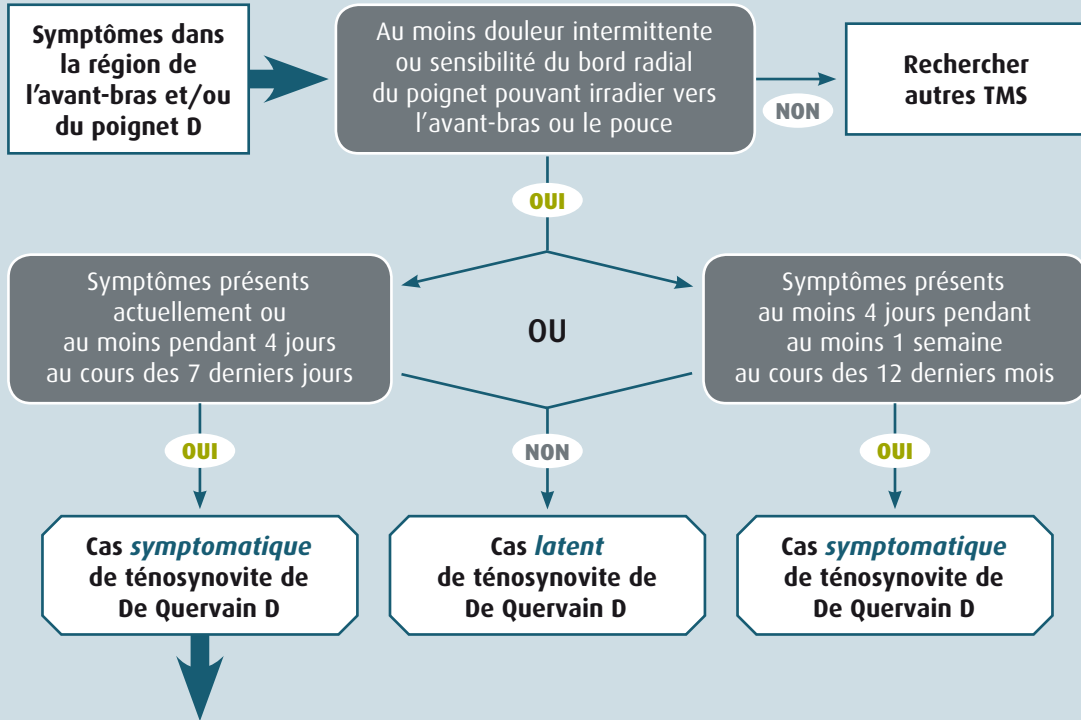 Symptômes dans
la région de
l'avant-bras et/ou
du poignet D
Au moins douleur intermittente
ou sensibilité du bord radial
du poignet pouvant irradier vers
l'avant-bras ou le pouce
NON
Rechercher
autres TMS
OUI
Symptômes présents
actuellement ou
au moins pendant 4 jours
au cours des 7 derniers jours
OU
Symptômes présents
au moins 4 jours pendant
au moins 1 semaine
au cours des 12 derniers mois
OUI
NON
OUI
Cas symptomatique
de ténosynovite de
De Quervain D
Cas latent
de ténosynovite de
De Quervain D
Cas symptomatique
de ténosynovite de
De Quervain D